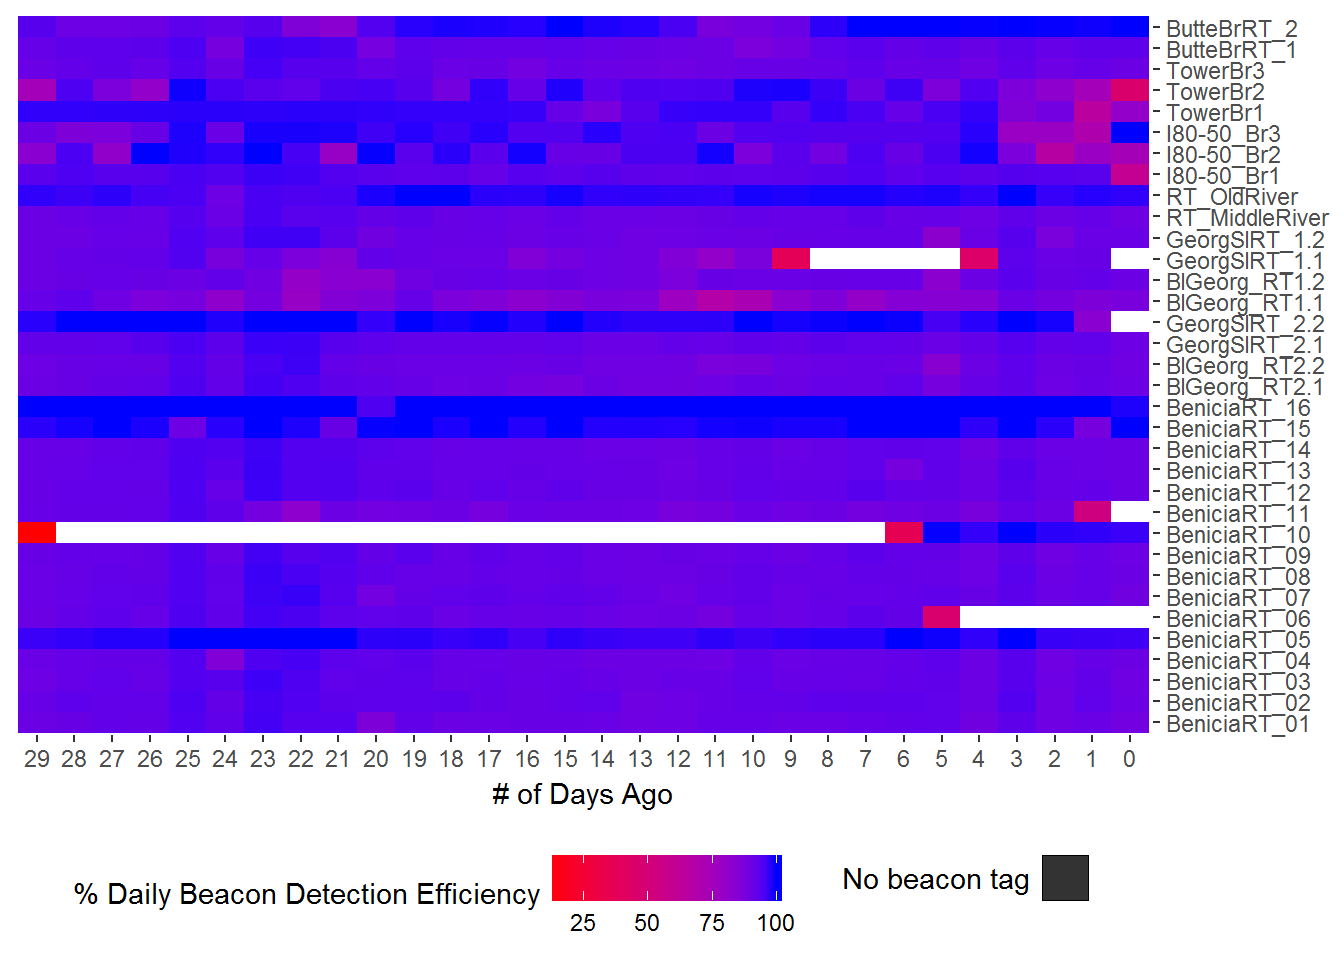 ButteBrRT_2
ButteBrRT_1
TowerBr3
TowerBr2
TowerBr1
I80-50_Br3
I80-50_Br2
I80-50_Br1
RT_OldRiver
RT_MiddleRiver
GeorgSlRT_1.2
GeorgSlRT_1.1
BlGeorg_RT1.2
BlGeorg_RT1.1
GeorgSlRT_2.2
GeorgSlRT_2.1
BlGeorg_RT2.2
BlGeorg_RT2.1
BeniciaRT_16
BeniciaRT_15
BeniciaRT_14
BeniciaRT_13
BeniciaRT_12
BeniciaRT_11
BeniciaRT_10
BeniciaRT_09
BeniciaRT_08
BeniciaRT_07
BeniciaRT_06
BeniciaRT_05
BeniciaRT_04
BeniciaRT_03
BeniciaRT_02
BeniciaRT_01
29 28 27 26 25 24 23 22 21 20 19 18 17 16 15 14 13 12 11 10 9 8 7 6 5 4 3 2 1 0
# of Days Ago
% Daily Beacon Detection Efficiency
25 50 75 100
No beacon tag